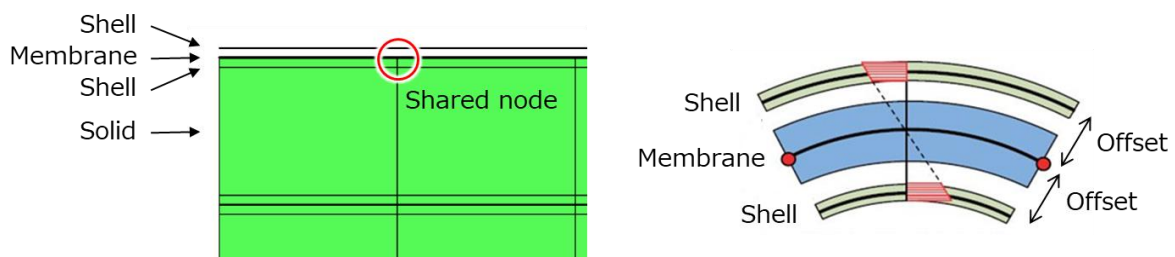 Shell
Membrane
Shell
Shared node
Solid
Shell
Offset
Membrane
Offset
Shell